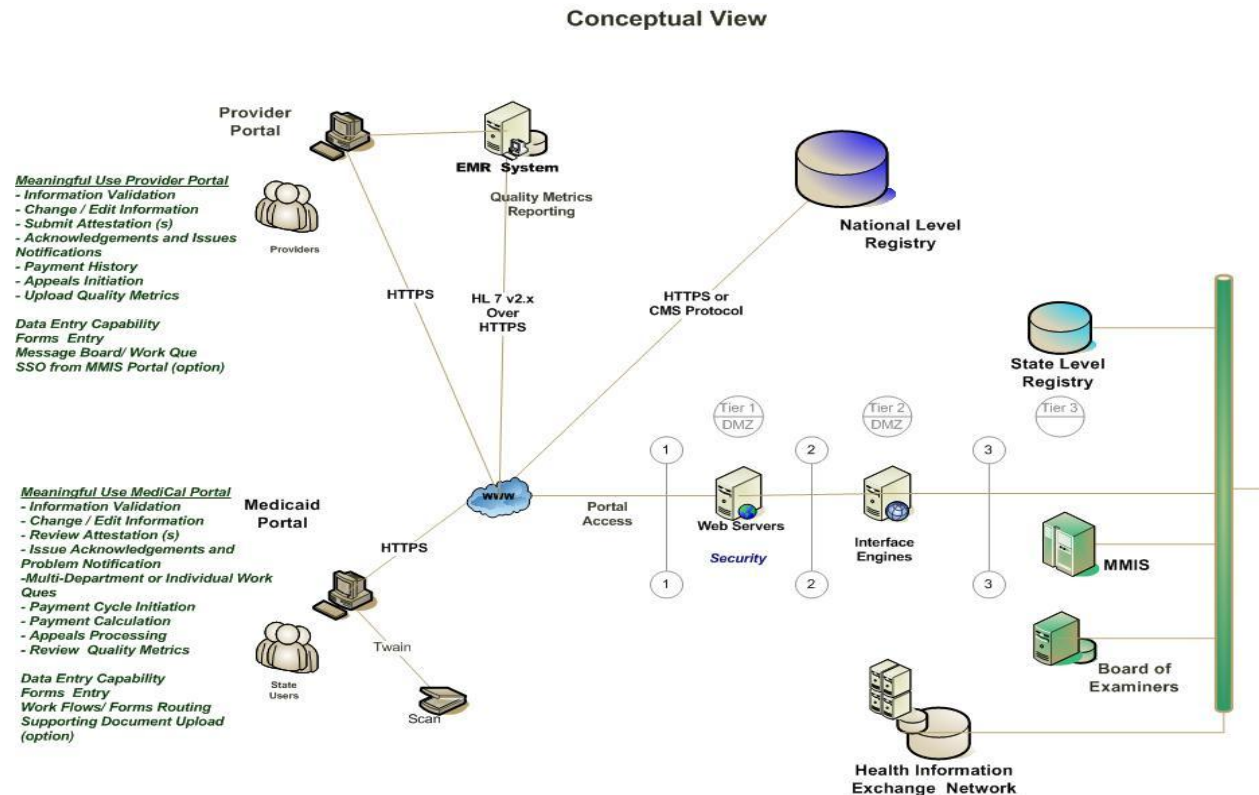 Conceptual View
Provider
Portal
EMR System
Quality Metrics
Reporting
Providers
Meaningful Use Provider Portal
- Information Validation
- Change / Edit Information
- Submit Attestation (s)
- Acknowledgements and Issues
Notifications
- Payment History
- Appeals Initiation
- Upload Quality Metrics
Data Entry Capability
Forms Entry
Message Board/ Work Que
SSO from MMIS Portal (option)
National Level
Registry
HTTPS
HL 7 v2.x
Over
HTTPS
HTTPS or
CMS Protocol
State Level
Registry
Tier 1
DMZ
Tier 2
DMZ
Tier 3
1
2
3
www
Portal
Access
Web Servers
Security
Interface
Engines
1
2
3
MMIS
Board of
Examiners
Health Information
Exchange Network
Meaningful Use MediCal Portal
- Information Validation
- Change / Edit Information
- Review Attestation (s)
- Issue Acknowledgements and
Problem Notification
-Multi-Department or Individual Work
Ques
- Payment Cycle Initiation
- Payment Calculation
- Appeals Processing
- Review Quality Metrics
Data Entry Capability
Forms Entry
Work Flows/ Forms Routing
Supporting Document Upload
(option)
Medicaid
Portal
HTTPS
State
Users
Twain
Scan